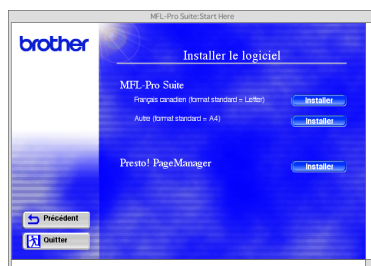 MFL-Pro Suite:Start Here
brother
Installer le logiciel
MFL-Pro Suite
Français canadien (format standard = Letter) Installer
Autre (format standard = A4) Installer
Presto! PageManager Installer
Précédent
Quitter